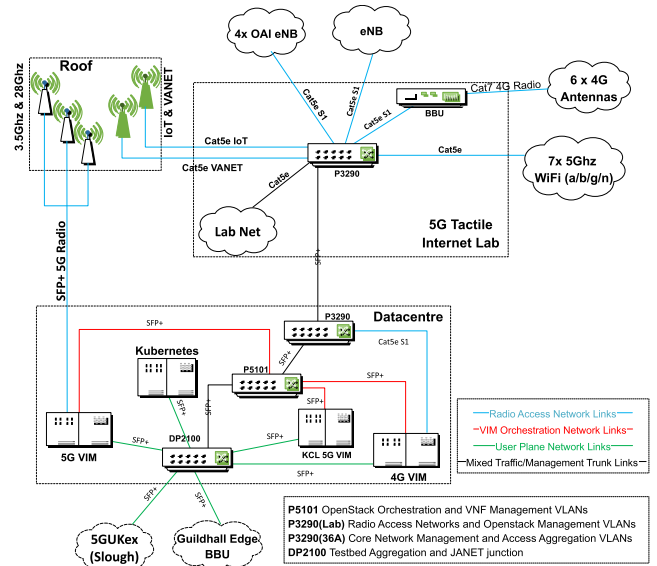 4x OAI eNB
eNB
Roof
3.5Ghz & 28Ghz
IoT & VANET
Cat5e S1
Cat5e S1
Cat5e S1
BBU
Cat7 4G Radio
6 x 4G
Antennas
Cat5e IoT
Cat5e VANET
P3290
Cat5e
7x 5Ghz
WiFi (a/b/g/n)
Cat5e
Lab Net
5G Tactile
Internet Lab
SFP+ 5G Radio
SFP+
Datacentre
P3290
SFP+
Cat5e S1
Kubernetes
SFP+
P5101
SFP+
SFP+
SFP+
SFP+
SFP+
5G VIM
SFP+
DP2100
SFP+
KCL 5G VIM
SFP+
4G VIM
SFP+
SFP+
5GUKex
(Slough)
Guildhall Edge
BBU
Radio Access Network Links
VIM Orchestration Network Links
User Plane Network Links
Mixed Traffic/Management Trunk Links
P5101 OpenStack Orchestration and VNF Management VLANs
P3290(Lab) Radio Access Networks and Openstack Management VLANs
P3290(36A) Core Network Management and Access Aggregation VLANs
DP2100 Testbed Aggregation and JANET junction